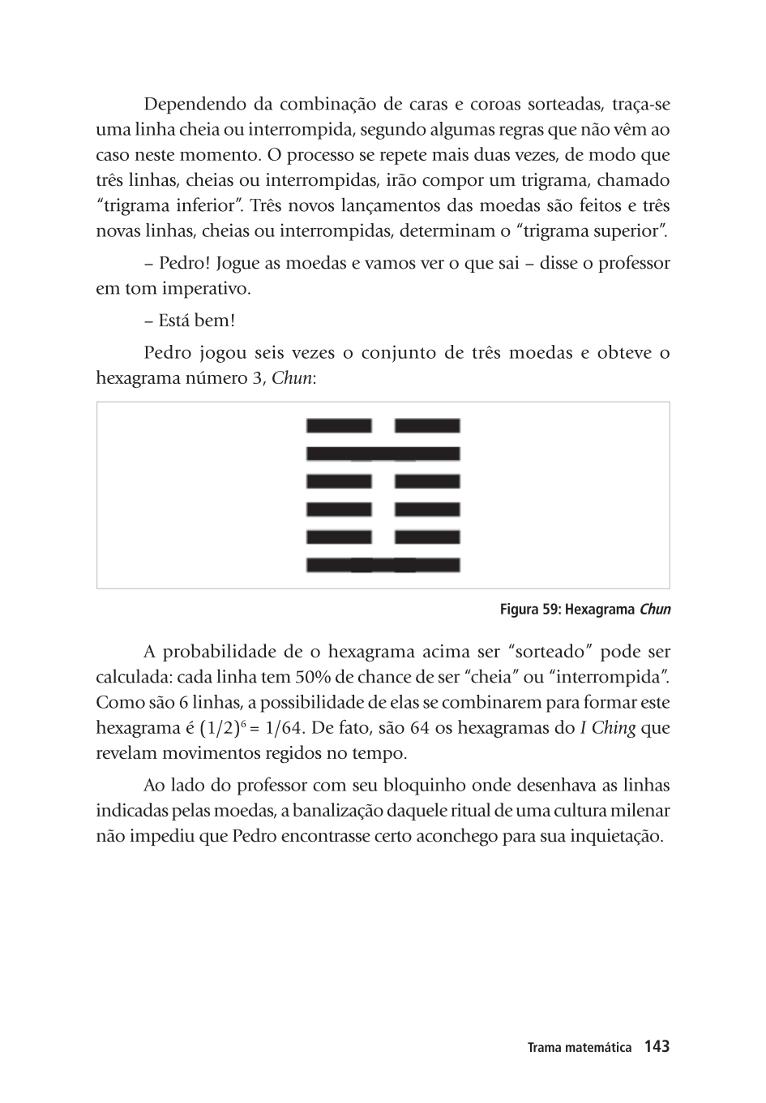 Dependendo da combinação de caras e coroas sorteadas, traça-se
uma linha cheia ou interrompida, segundo algumas regras que não vêm ao
caso neste momento. O processo se repete mais duas vezes, de modo que
três linhas, cheias ou interrompidas, irão compor um trigrama, chamado
“trigrama inferior”. Três novos lançamentos das moedas são feitos e três
novas linhas, cheias ou interrompidas, determinam o “trigrama superior”.
– Pedro! Jogue as moedas e vamos ver o que sai – disse o professor
em tom imperativo.
– Está bem!
Pedro jogou seis vezes o conjunto de três moedas e obteve o
hexagrama número 3, Chun:
Figura 59: Hexagrama Chun
A probabilidade de o hexagrama acima ser “sorteado” pode ser
calculada: cada linha tem 50% de chance de ser “cheia” ou “interrompida”.
Como são 6 linhas, a possibilidade de elas se combinarem para formar este
hexagrama é (1/2)⁶ = 1/64. De fato, são 64 os hexagramas do I Ching que
revelam movimentos regidos no tempo.
Ao lado do professor com seu bloquinho onde desenhava as linhas
indicadas pelas moedas, a banalização daquele ritual de uma cultura milenar
não impediu que Pedro encontrasse certo aconchego para sua inquietação.
Trama matemática 143